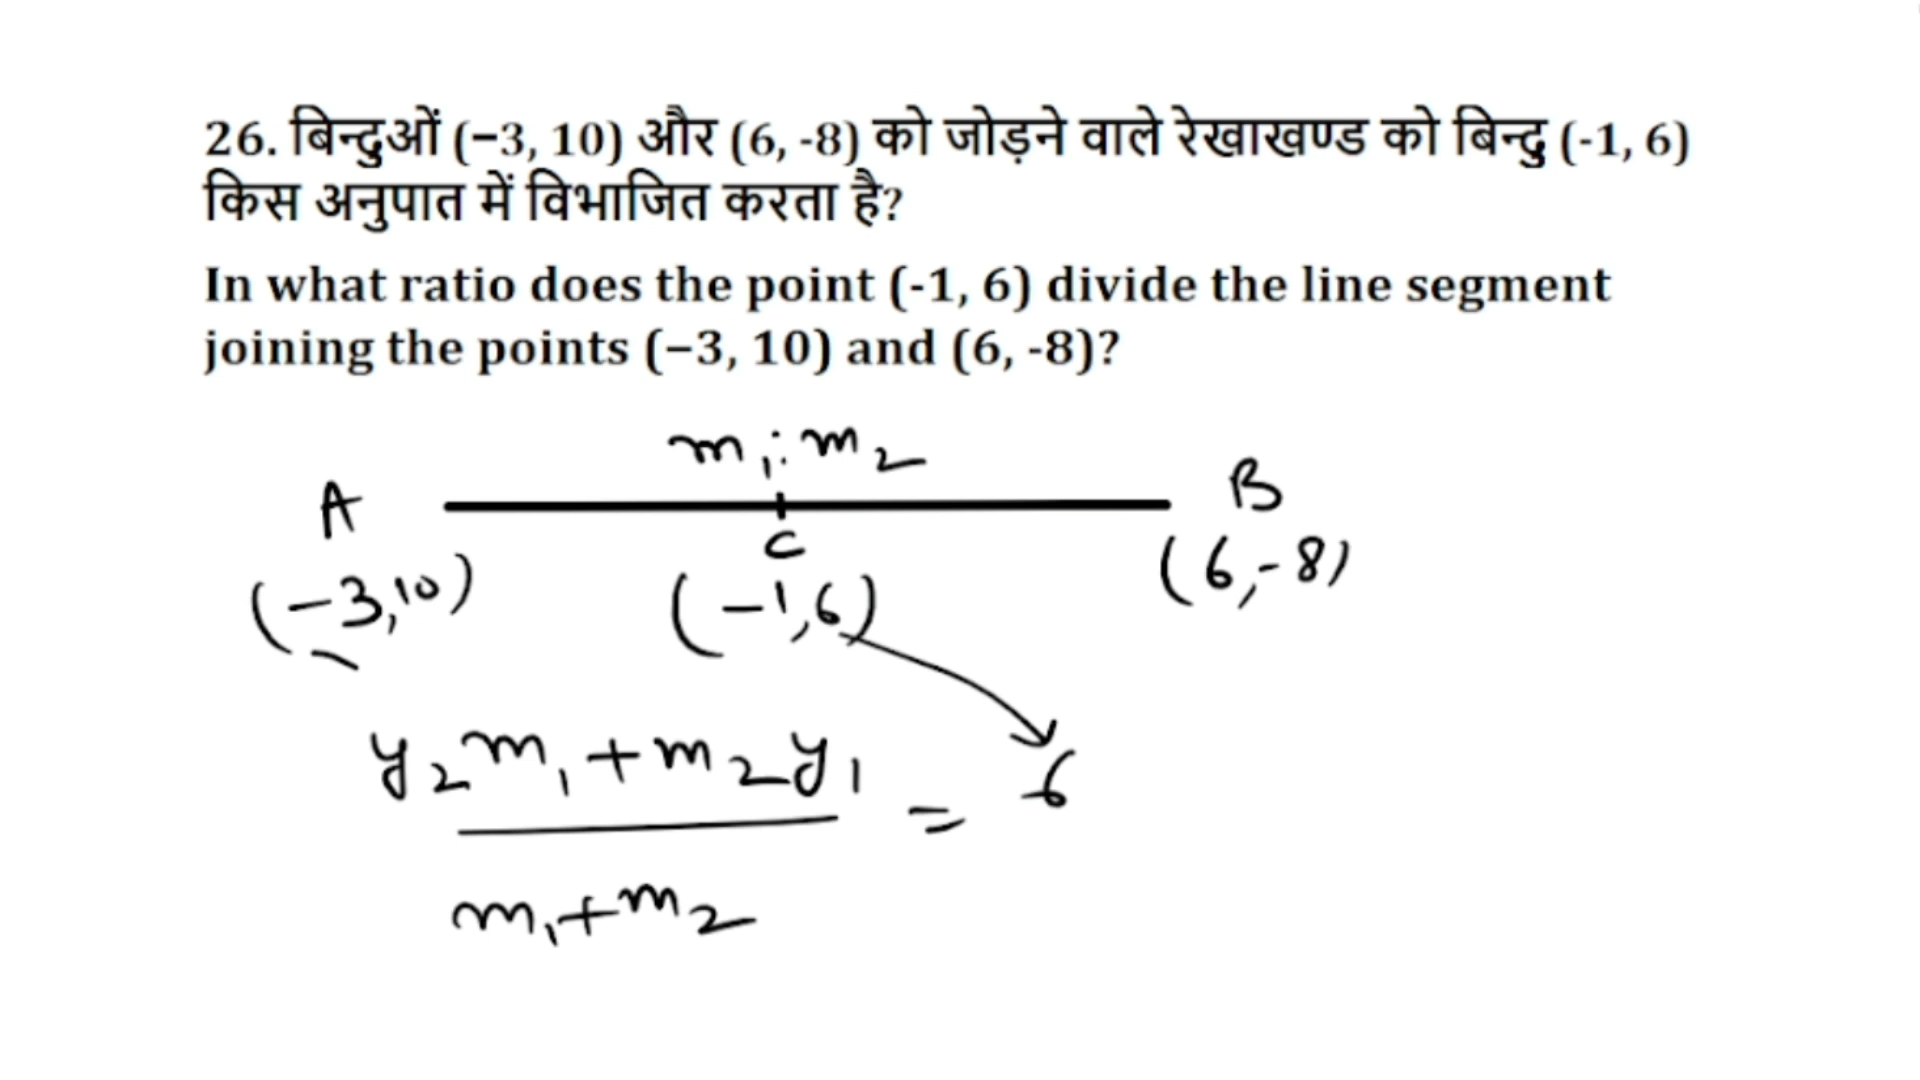 26. बिन्दुओं (−3, 10) और (6, -8) को जोड़ने वाले रेखाखण्ड को बिन्दु (-1, 6)
किस अनुपात में विभाजित करता है?
In what ratio does the point (-1, 6) divide the line segment
joining the points (−3, 10) and (6, -8)?
m₁:m₂
A B
C
(-3,10) (-1,6) (6,-8)
y₂m₁+m₂y₁ = 6
m₁+m₂